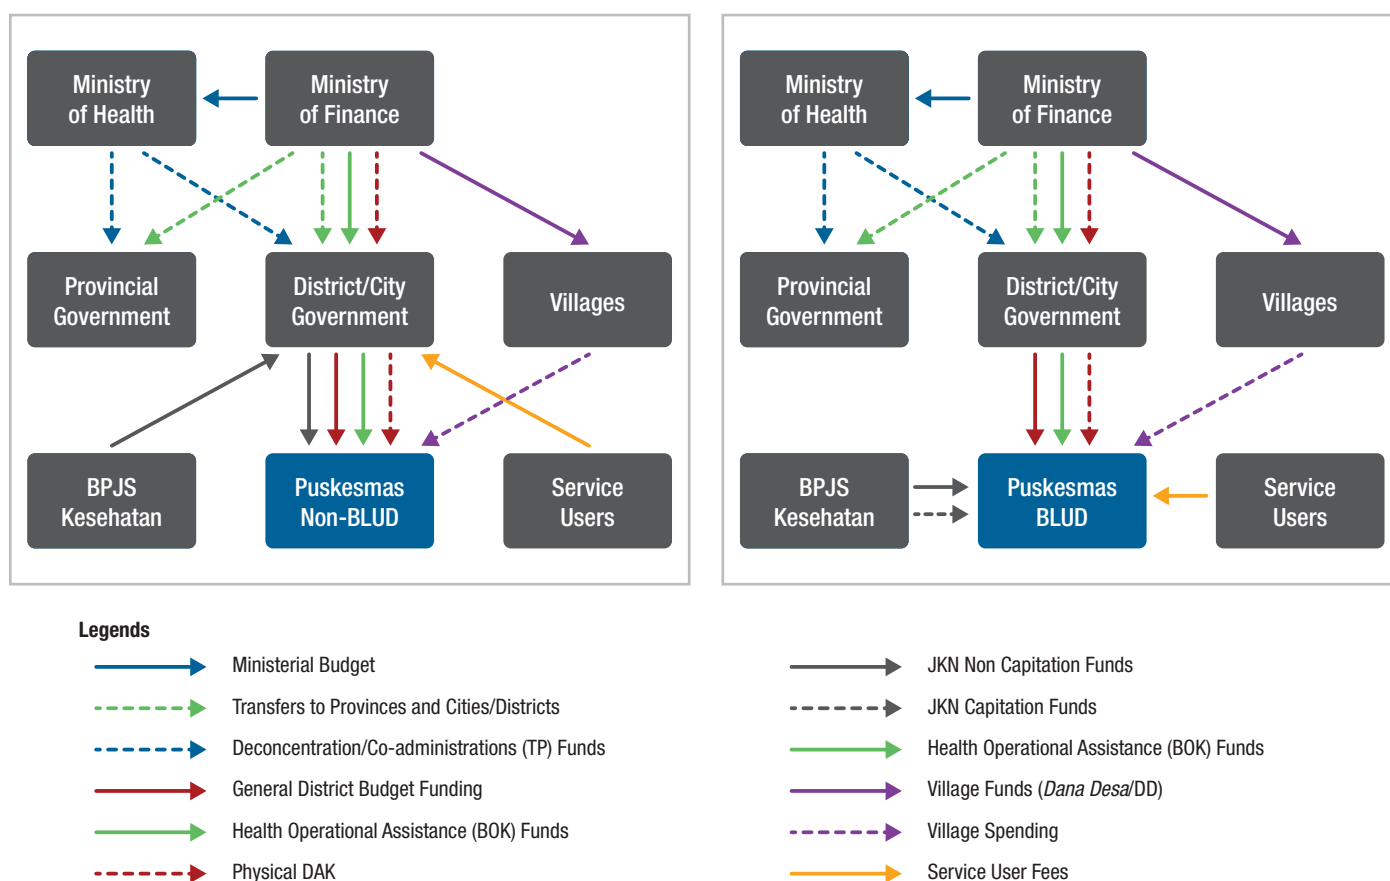 Ministry
of Health
Ministry
of Finance
Provincial
Government
District/City
Government
Villages
BPJS
Kesehatan
Puskesmas
Non-BLUD
Service
Users
Ministry
of Health
Ministry
of Finance
Provincial
Government
District/City
Government
Villages
BPJS
Kesehatan
Puskesmas
BLUD
Service
Users
Legends
Ministerial Budget
Transfers to Provinces and Cities/Districts
Deconcentration/Co-administrations (TP) Funds
General District Budget Funding
Health Operational Assistance (BOK) Funds
Physical DAK
JKN Non Capitation Funds
JKN Capitation Funds
Health Operational Assistance (BOK) Funds
Village Funds (Dana Desa/DD)
Village Spending
Service User Fees